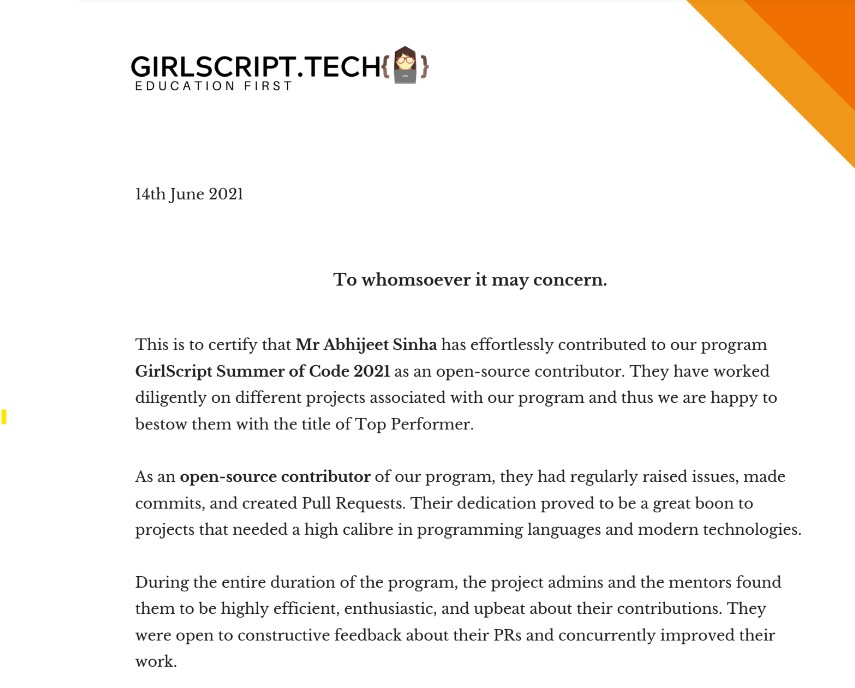 GIRLSCRIPT.TECH{ }
EDUCATION FIRST
14th June 2021
To whomsoever it may concern.
This is to certify that Mr Abhijeet Sinha has effortlessly contributed to our program
GirlScript Summer of Code 2021 as an open-source contributor. They have worked
diligently on different projects associated with our program and thus we are happy to
bestow them with the title of Top Performer.
As an open-source contributor of our program, they had regularly raised issues, made
commits, and created Pull Requests. Their dedication proved to be a great boon to
projects that needed a high calibre in programming languages and modern technologies.
During the entire duration of the program, the project admins and the mentors found
them to be highly efficient, enthusiastic, and upbeat about their contributions. They
were open to constructive feedback about their PRs and concurrently improved their
work.